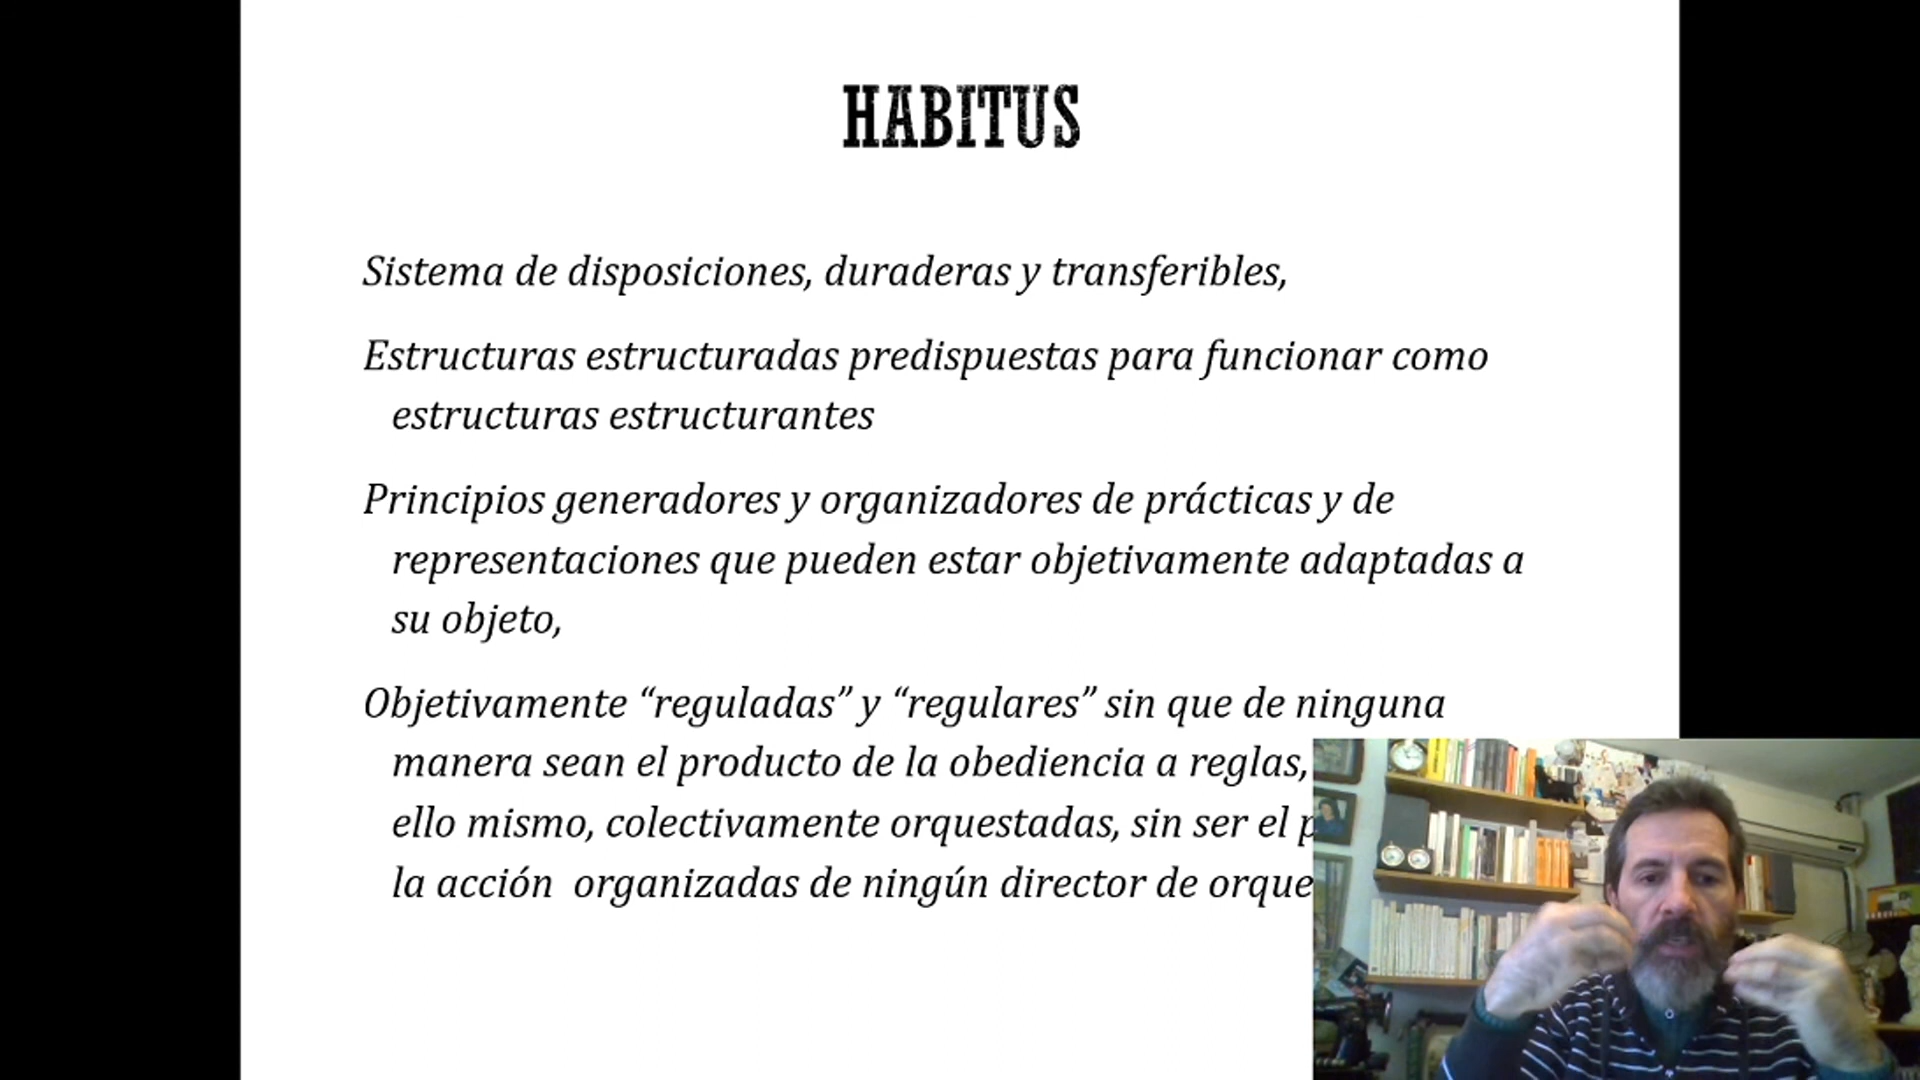 HABITUS
Sistema de disposiciones, duraderas y transferibles,
Estructuras estructuradas predispuestas para funcionar como
estructuras estructurantes
Principios generadores y organizadores de prácticas y de
representaciones que pueden estar objetivamente adaptadas a
su objeto,
Objetivamente “reguladas” y “regulares” sin que de ninguna
manera sean el producto de la obediencia a reglas,
ello mismo, colectivamente orquestadas, sin ser el
la acción organizadas de ningún director de